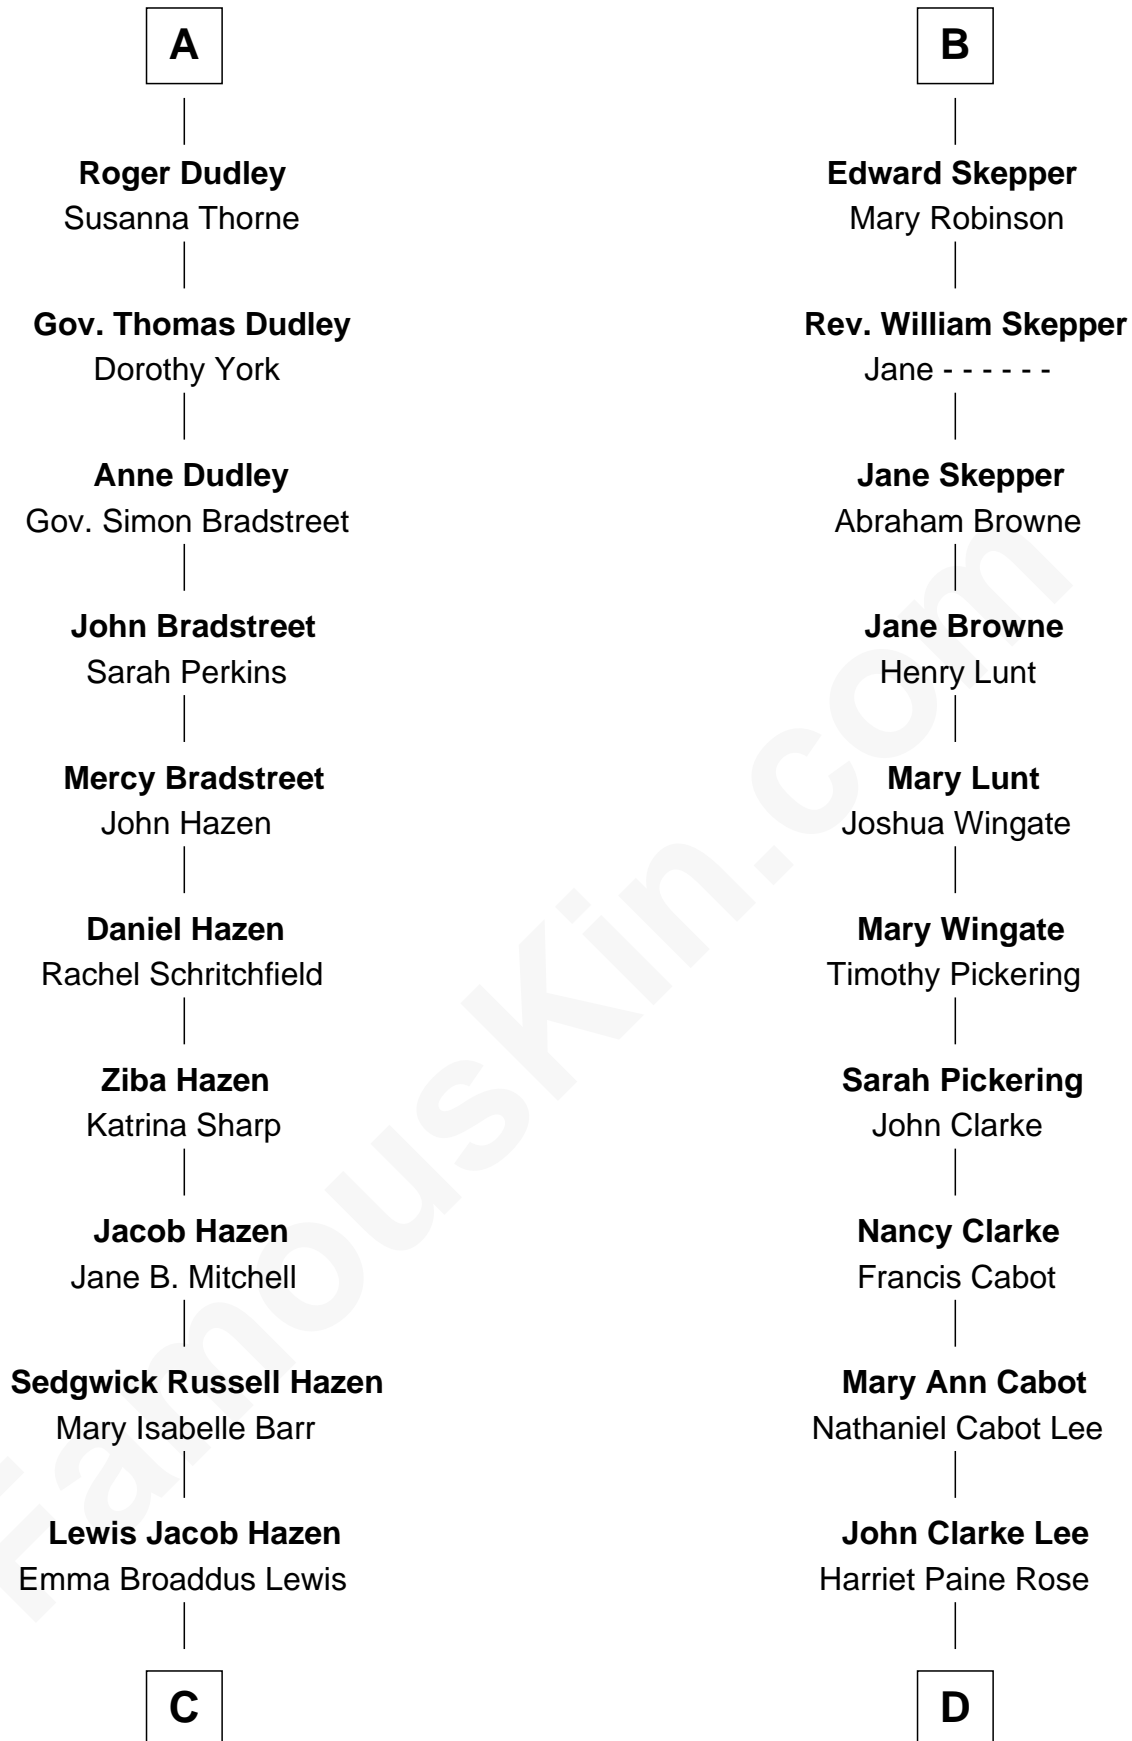 A
Roger Dudley
Susanna Thorne
Gov. Thomas Dudley
Dorothy York
Anne Dudley
Gov. Simon Bradstreet
John Bradstreet
Sarah Perkins
Mercy Bradstreet
John Hazen
Daniel Hazen
Rachel Schritchfield
Ziba Hazen
Katrina Sharp
Jacob Hazen
Jane B. Mitchell
Sedgwick Russell Hazen
Mary Isabelle Barr
Lewis Jacob Hazen
Emma Broaddus Lewis
C
B
Edward Skepper
Mary Robinson
Rev. William Skepper
Jane - - - - - -
Jane Skepper
Abraham Browne
Jane Browne
Henry Lunt
Mary Lunt
Joshua Wingate
Mary Wingate
Timothy Pickering
Sarah Pickering
John Clarke
Nancy Clarke
Francis Cabot
Mary Ann Cabot
Nathaniel Cabot Lee
John Clarke Lee
Harriet Paine Rose
D
FamousKin.com